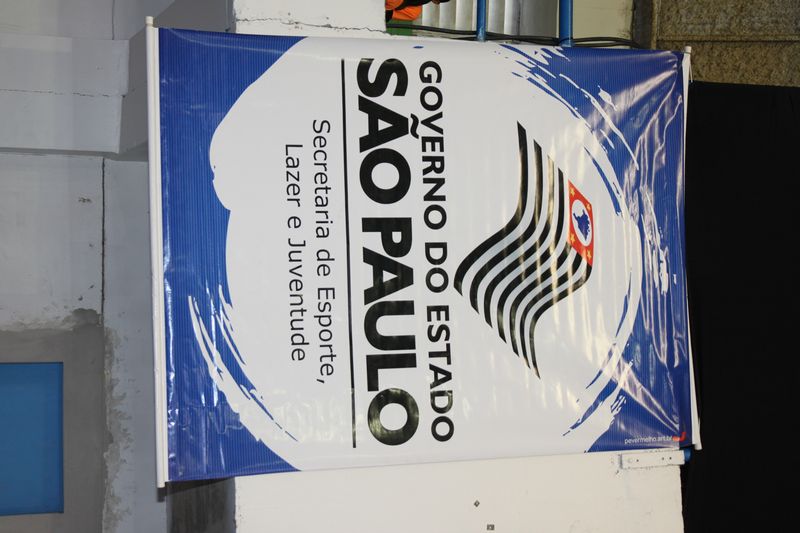 GOVERNO DO ESTADO
SÃO PAULO
Secretaria de Esporte,
Lazer e Juventude
pevermelho.art.br